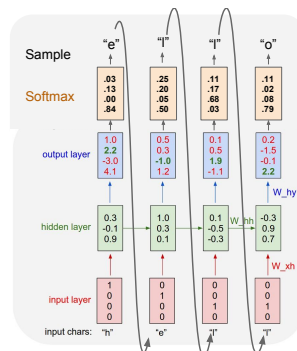 Sample "e" "l" "l" "o"
Softmax
.03 .25 .11 .11
.13 .20 .17 .02
.00 .05 .68 .08
.84 .50 .03 .79
output layer
1.0 0.5 0.1 0.2
2.2 0.3 0.5 -1.5
-3.0 -1.0 1.9 -0.1
4.1 1.2 -1.1 2.2
W_hy
hidden layer
0.3 1.0 0.1 W_hh -0.3
-0.1 0.3 -0.5 0.9
0.9 0.1 -0.3 0.7
W_xh
input layer
1 0 0 0
0 1 0 0
0 0 1 1
0 0 0 0
input chars: "h" "e" "l" "l"